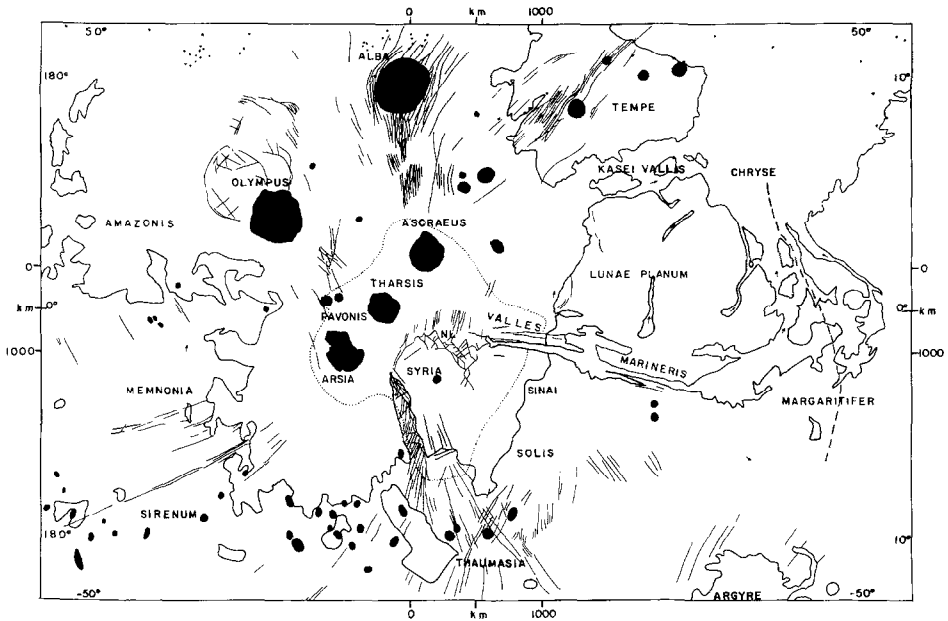 0 km 1000
50° 50°
ALBA
180° 10°
TEMPE
KASEI VALLIS
CHRYSE
OLYMPUS
AMAZONIS
ASCRAEUS
0 0
LUNAE PLANUM
THARSIS
km 0° 0° km
PAVONIS
VALLES
NL
1000 1000
MARINERIS
SYRIA
ARSIA
MEMNONIA
SINAI
MARGARITIFER
SOLIS
SIRENUM
180° 10°
THAUMASIA
-50° -50°
ARGYRE
0 km 1000